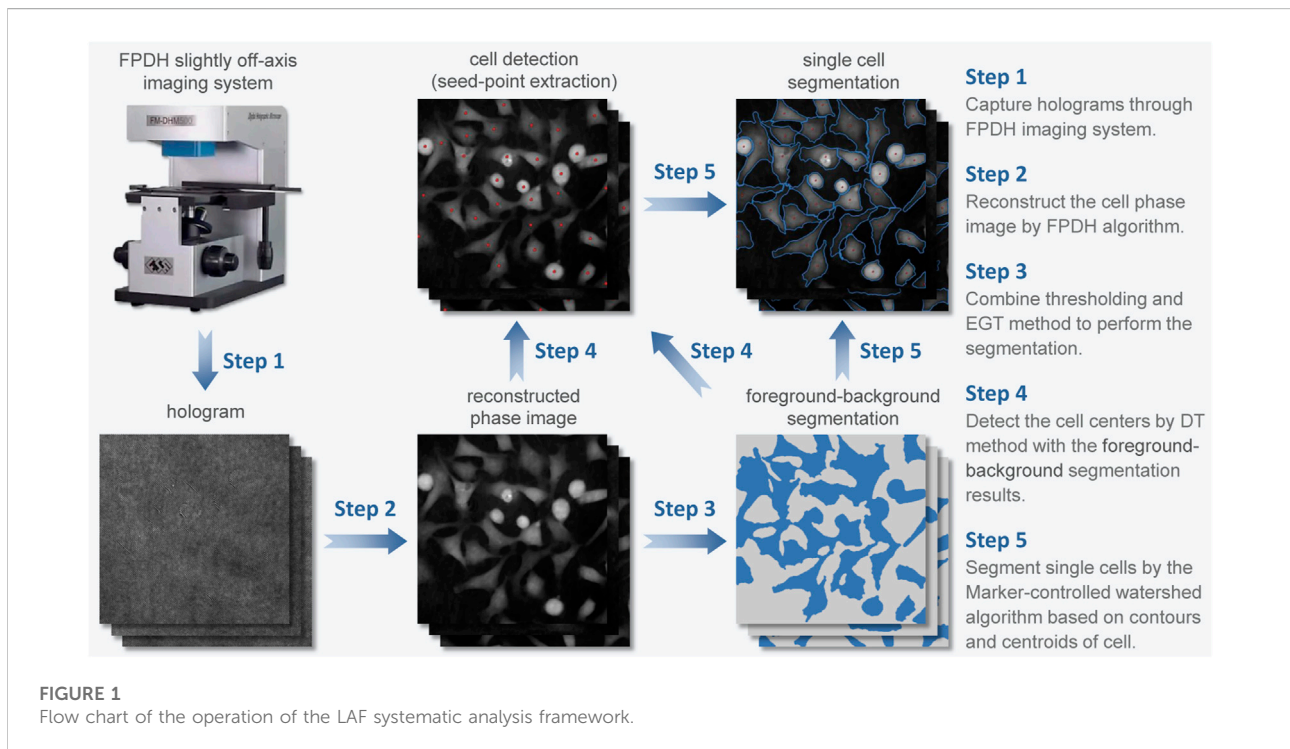 FPDH slightly off-axis
imaging system
FM-DHM500
cell detection
(seed-point extraction)
single cell
segmentation
Step 5
Step 1
Step 4
Step 4
Step 5
hologram
reconstructed
phase image
foreground-background
segmentation
Step 2
Step 3
Step 1
Capture holograms through
FPDH imaging system.
Step 2
Reconstruct the cell phase
image by FPDH algorithm.
Step 3
Combine thresholding and
EGT method to perform the
segmentation.
Step 4
Detect the cell centers by DT
method with the foreground-
background segmentation
results.
Step 5
Segment single cells by the
Marker-controlled watershed
algorithm based on contours
and centroids of cell.
FIGURE 1
Flow chart of the operation of the LAF systematic analysis framework.